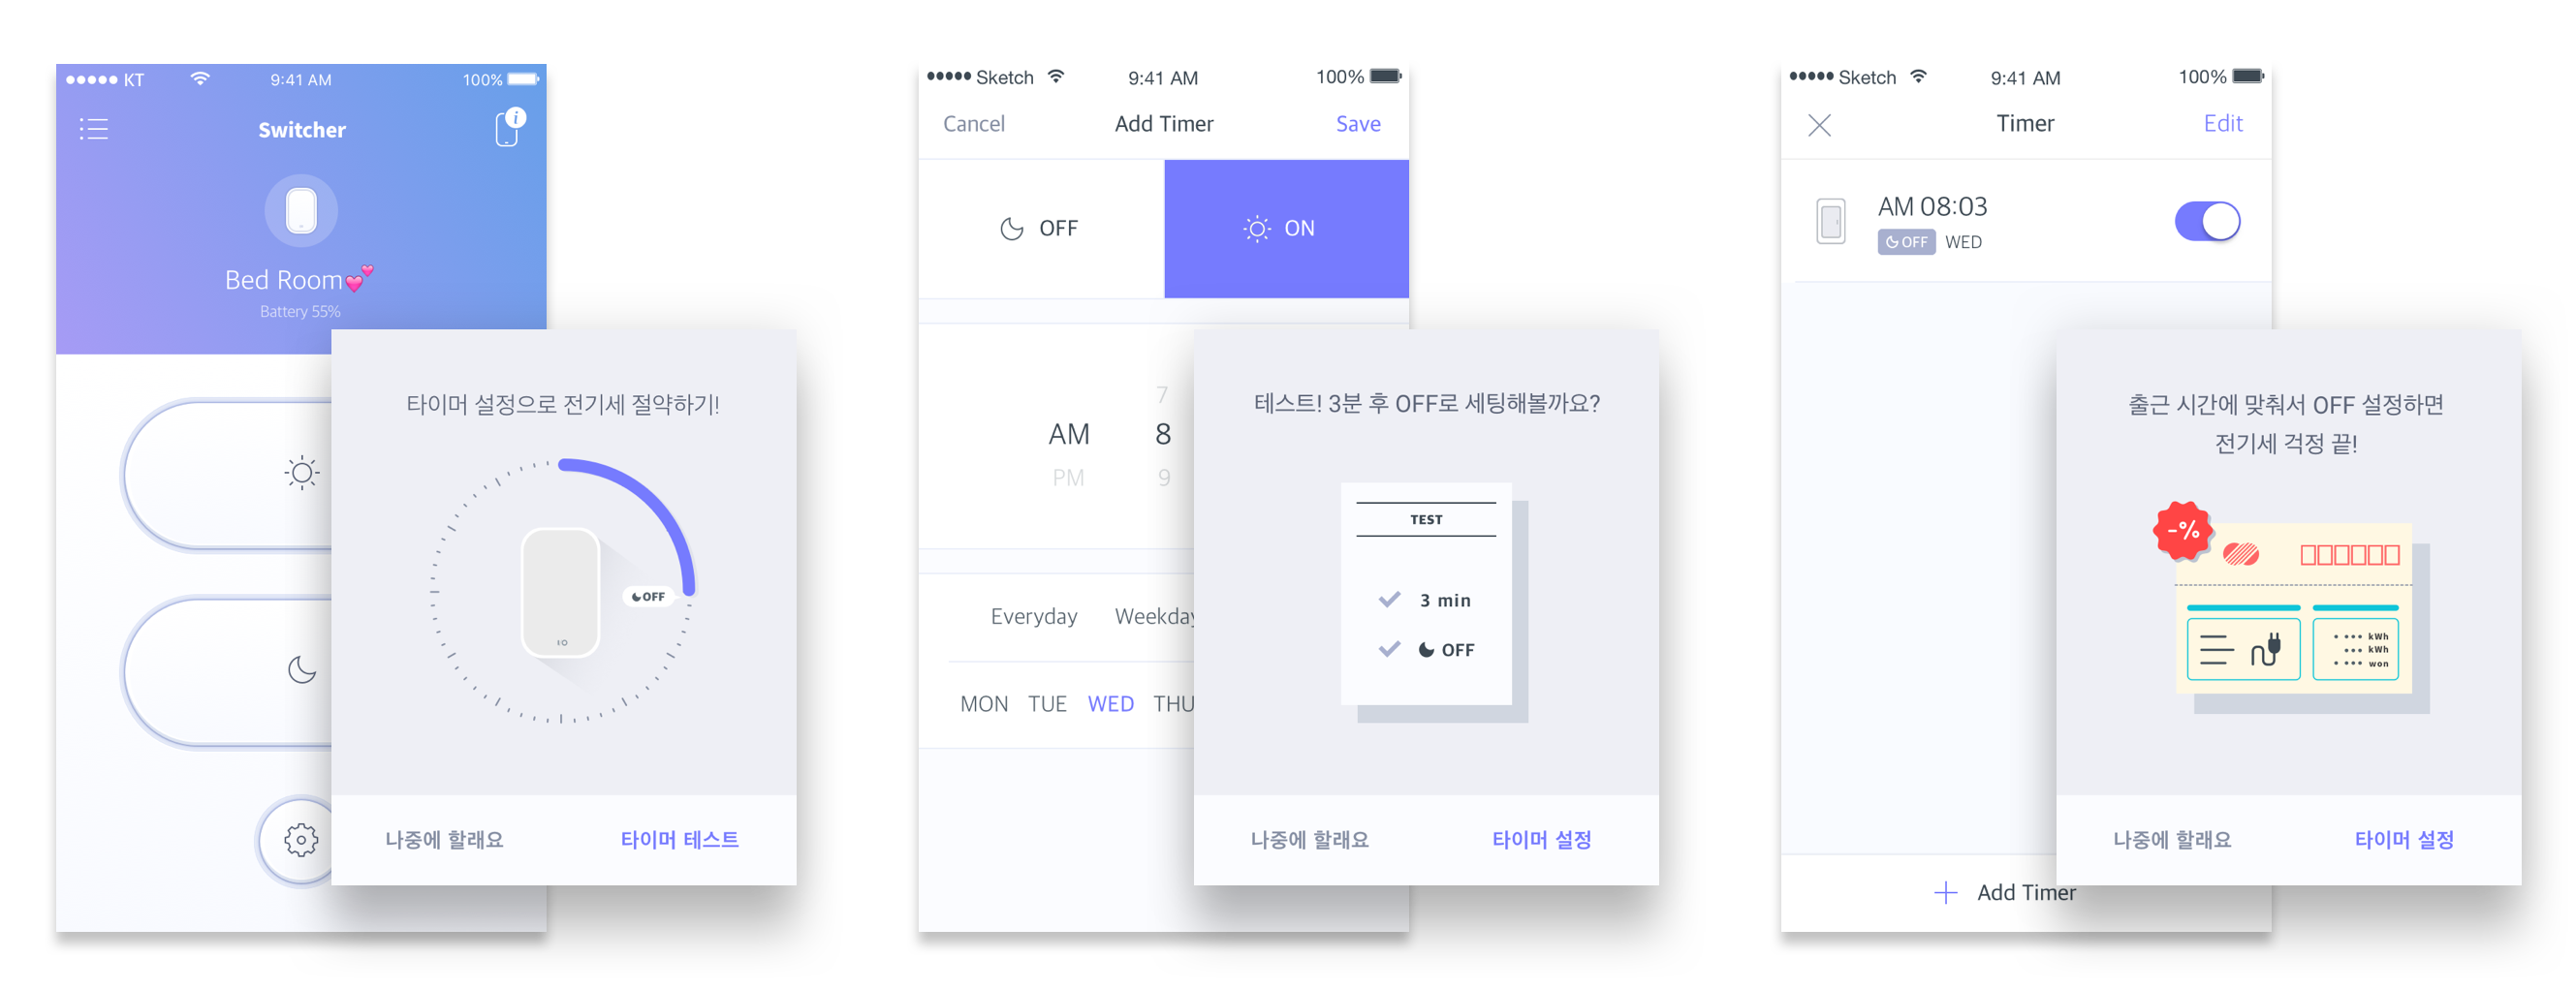 KT 9:41 AM 100%
Switcher
Bed Room💕
Battery 55%
타이머 설정으로 전기세 절약하기!
OFF
나중에 할래요 타이머 테스트
Sketch 9:41 AM 100%
Cancel Add Timer Save
OFF ON
7
AM 8
PM 9
Everyday Weekday
MON TUE WED THU
테스트! 3분 후 OFF로 세팅해볼까요?
TEST
3 min
OFF
나중에 할래요 타이머 설정
Sketch 9:41 AM 100%
Timer Edit
AM 08:03
OFF WED
출근 시간에 맞춰서 OFF 설정하면
전기세 걱정 끝!
-%
kWh
kWh
won
나중에 할래요 타이머 설정
Add Timer